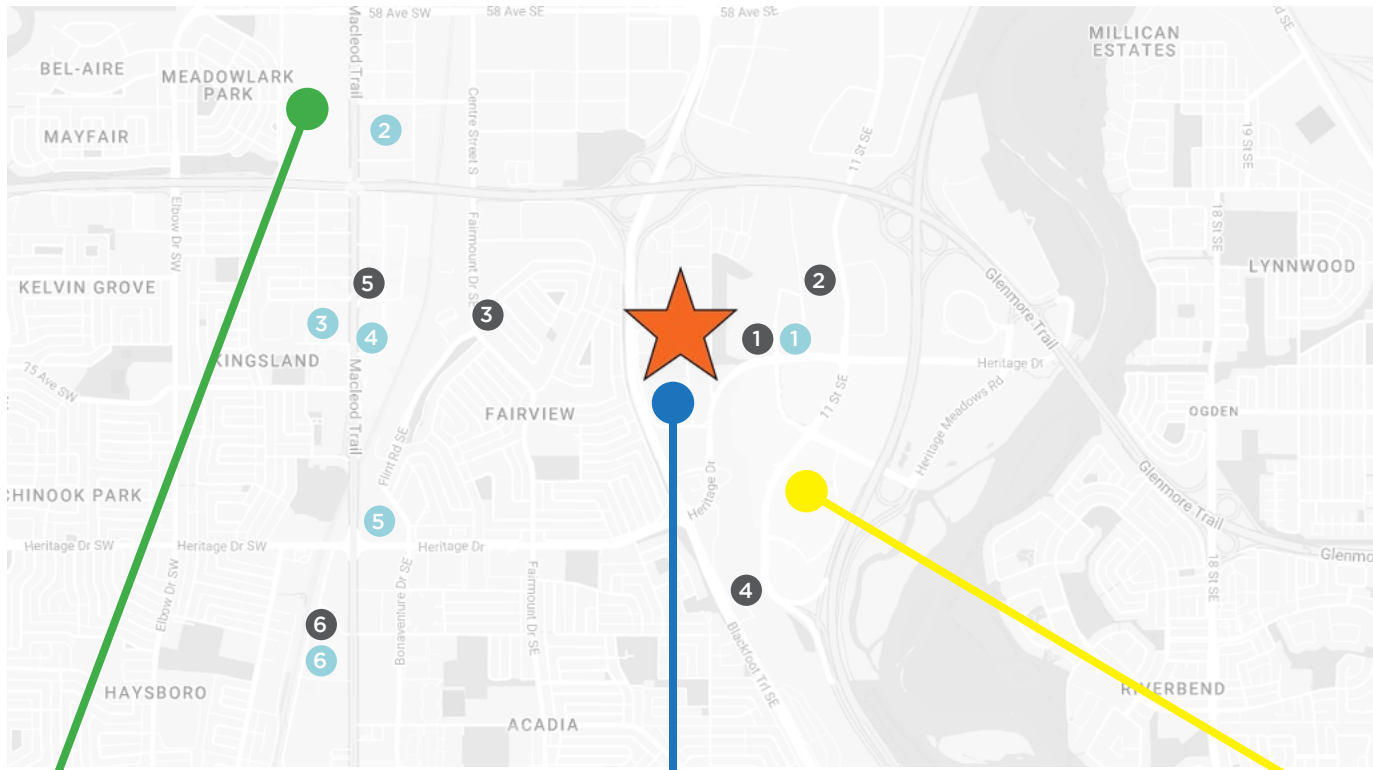 58 Ave SW
58 Ave SE
58 Ave SE
Macleod Trail
MILLICAN
ESTATES
BEL-AIRE
MEADOWLARK
PARK
Centre Street S
2
MAYFAIR
11 St SE
19 St SE
Elbow Dr SW
Fairmount Dr SE
18 St SE
LYNNWOOD
KELVIN GROVE
5
2
3
3
4
1
1
Glenmore Trail
KINGSLAND
75 Ave SW
Macleod Trail
Heritage Dr
Heritage Meadows Rd
11 St SE
FAIRVIEW
OGDEN
Flint Rd SE
CHINOOK PARK
Heritage Dr
Glenmore Trail
5
Heritage Dr SW
Heritage Dr SW
Heritage Dr
Elbow Dr SW
Bonaventure Dr SE
Fairmount Dr SE
4
18 St SE
6
Blackfoot Trl SE
6
HAYSBORO
RIVERBEND
ACADIA